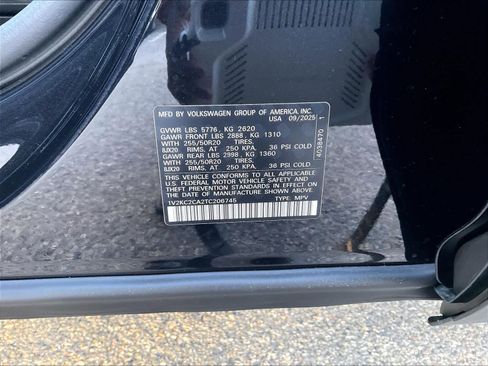 MFD BY VOLKSWAGEN GROUP OF AMERICA, INC.
USA 09/2025
GVWR LBS 5776, KG 2620
GAWR FRONT LBS 2888, KG 1310
WITH 255/50R20 TIRES,
8JX20 RIMS, AT 250 KPA, 36 PSI COLD
GAWR REAR LBS 2998, KG 1360
WITH 255/50R20 TIRES,
8JX20 RIMS, AT 250 KPA, 36 PSI COLD
THIS VEHICLE CONFORMS TO ALL APPLICABLE
U.S. FEDERAL MOTOR VEHICLE SAFETY AND
THEFT PREVENTION STANDARDS IN EFFECT ON THE
DATE OF MANUFACTURE SHOWN ABOVE.
1V2KC2CA2TC206745 TYPE: MPV
4038470 1